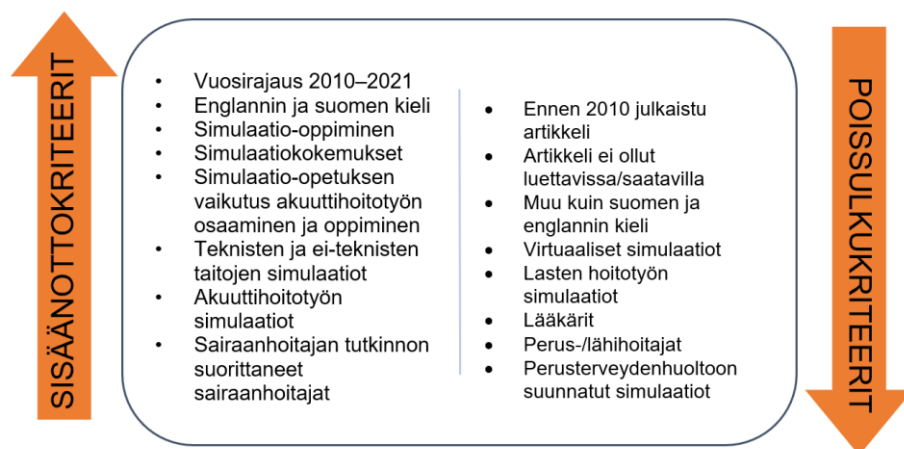 SISÄÄNOTTOKRITEERIT
• Vuosirajaus 2010–2021
• Englannin ja suomen kieli
• Simulaatio-oppiminen
• Simulaatiokokemukset
• Simulaatio-opetuksen
vaikutus akuuttihoitotyön
osaaminen ja oppiminen
• Teknisten ja ei-teknisten
taitojen simulaatiot
• Akuuttihoitotyön
simulaatiot
• Sairaanhoitajan tutkinnon
suorittaneet
sairaanhoitajat
• Ennen 2010 julkaistu
artikkeli
• Artikkeli ei ollut
luettavissa/saatavilla
• Muu kuin suomen ja
englannin kieli
• Virtuaaliset simulaatiot
• Lasten hoitotyön
simulaatiot
• Lääkärit
• Perus-/lähihoitajat
• Perusterveydenhuoltoon
suunnatut simulaatiot
POISSULKUKRITEERIT